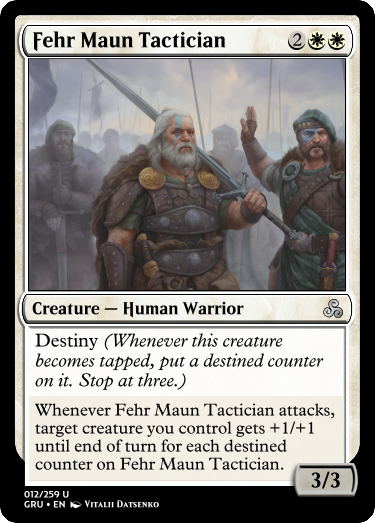 Fehr Maun Tactician 2
Creature — Human Warrior
Destiny (Whenever this creature
becomes tapped, put a destined counter
on it. Stop at three.)
Whenever Fehr Maun Tactician attacks,
target creature you control gets +1/+1
until end of turn for each destined
counter on Fehr Maun Tactician.
3/3
012/259 U
GRU • EN Vitalii Datsenko